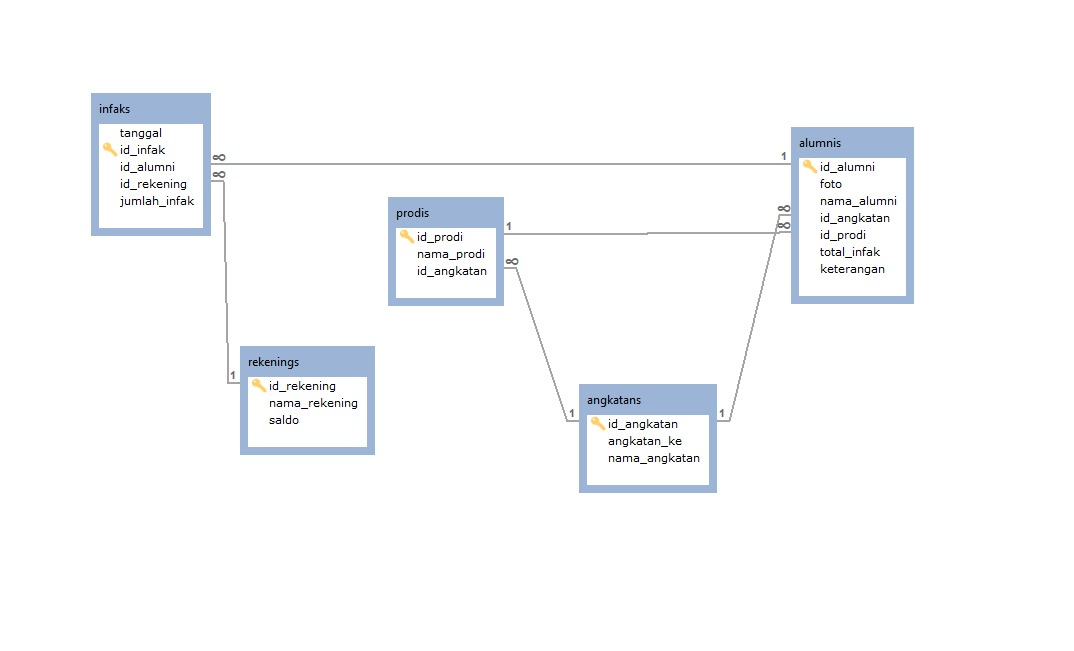 infaks
tanggal
id_infak
id_alumni
id_rekening
jumlah_infak
∞
∞
1
alumnis
id_alumni
foto
nama_alumni
id_angkatan
id_prodi
total_infak
keterangan
∞
∞
prodis
id_prodi
nama_prodi
id_angkatan
1
∞
rekenings
id_rekening
nama_rekening
saldo
1
angkatans
id_angkatan
angkatan_ke
nama_angkatan
1
1